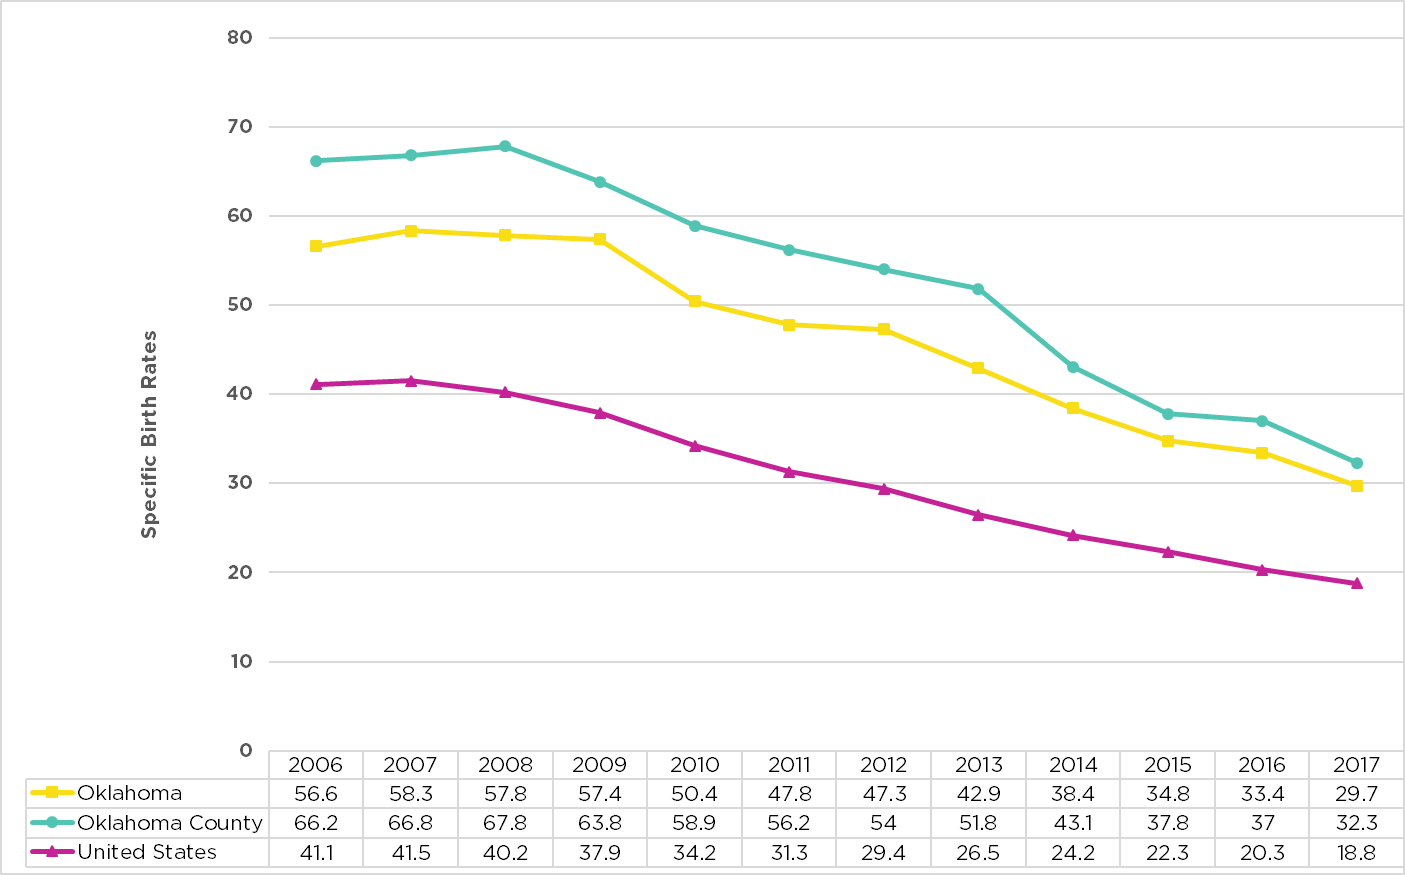 80
70
60
50
40
30
20
10
0
Specific Birth Rates
2006 2007 2008 2009 2010 2011 2012 2013 2014 2015 2016 2017
Oklahoma 56.6 58.3 57.8 57.4 50.4 47.8 47.3 42.9 38.4 34.8 33.4 29.7
Oklahoma County 66.2 66.8 67.8 63.8 58.9 56.2 54 51.8 43.1 37.8 37 32.3
United States 41.1 41.5 40.2 37.9 34.2 31.3 29.4 26.5 24.2 22.3 20.3 18.8